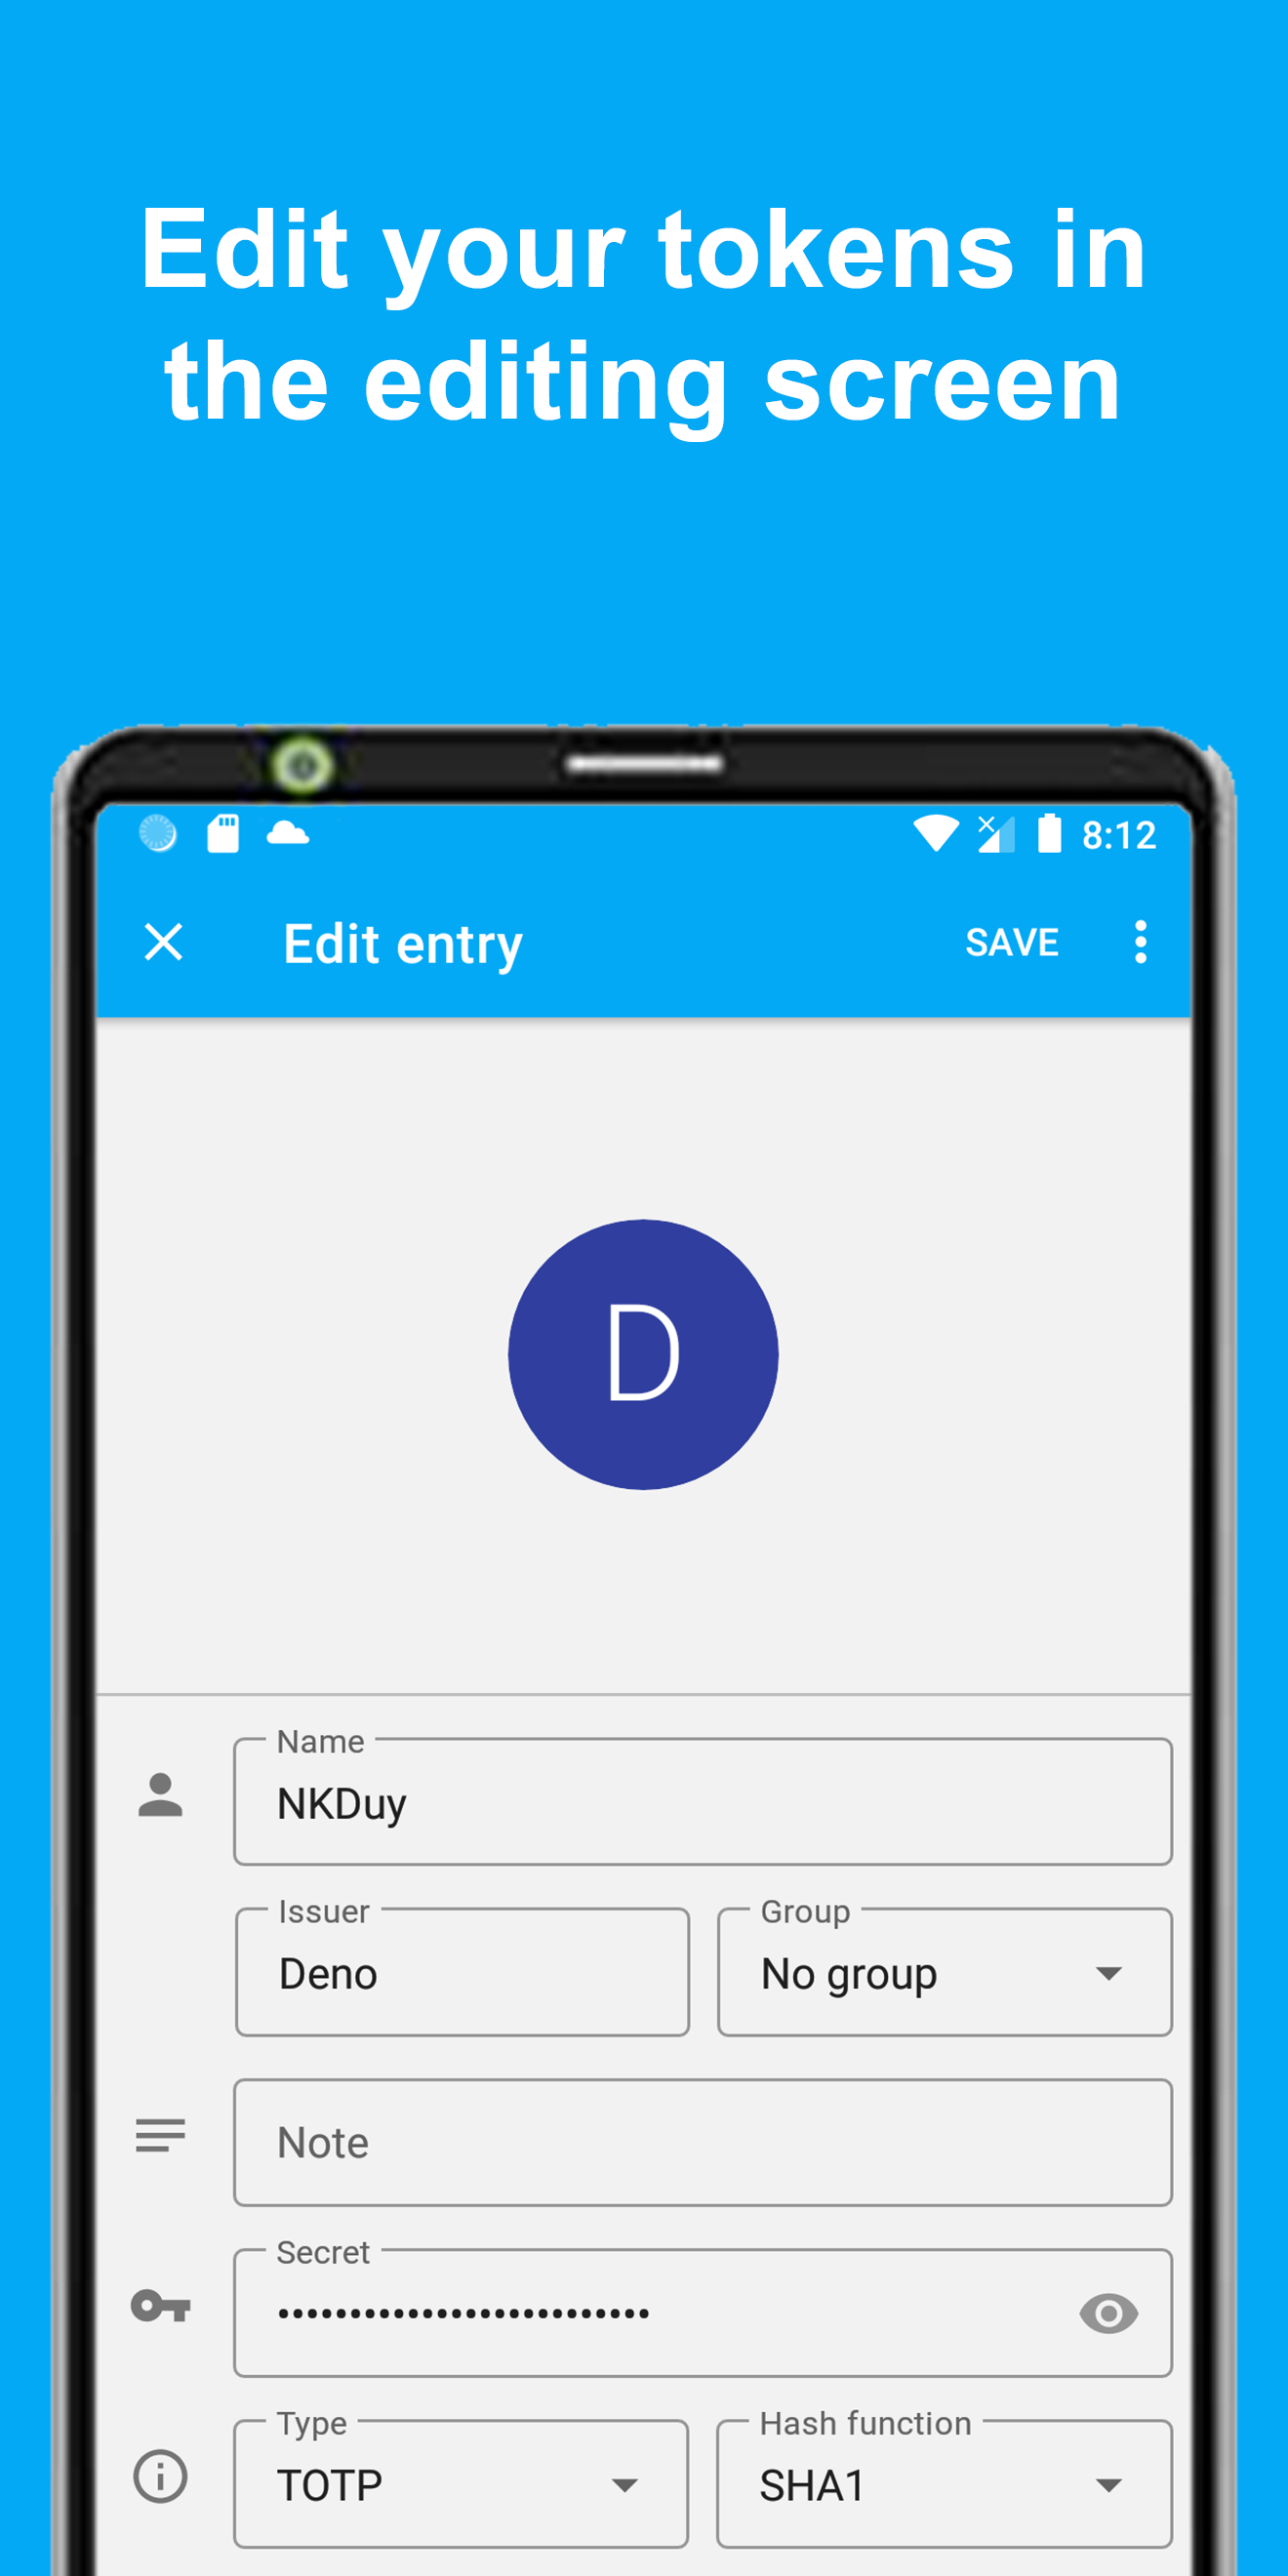 Edit your tokens in
the editing screen
8:12
Edit entry
SAVE
D
Name
NKDuy
Issuer
Deno
Group
No group
Note
Secret
••••••••••••••••••••••••••
Type
TOTP
Hash function
SHA1